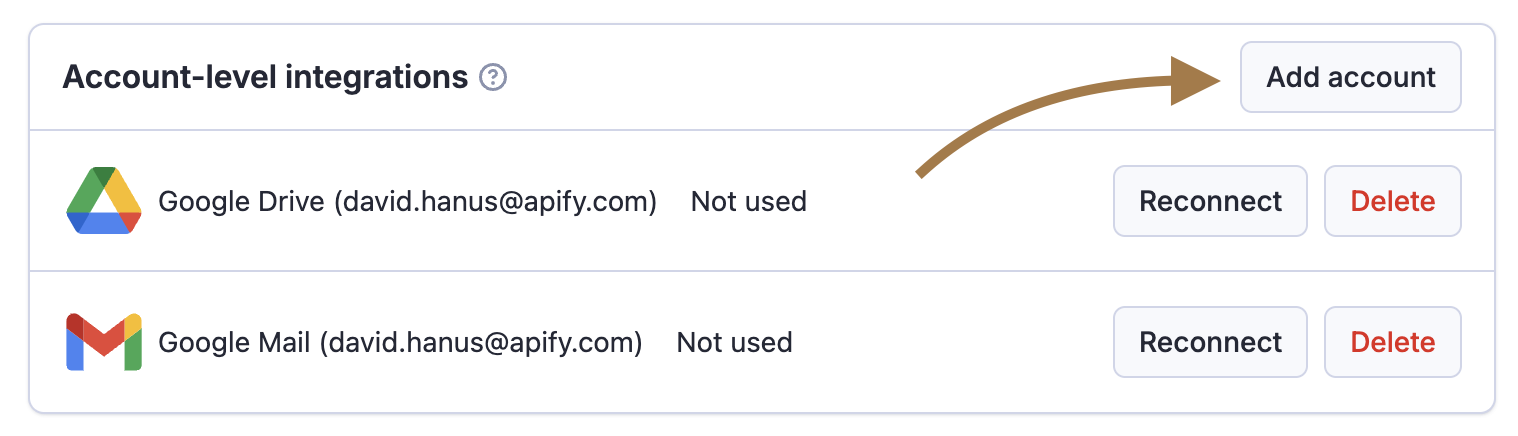 Account-level integrations ?
Add account
Google Drive (david.hanus@apify.com) Not used
Reconnect
Delete
Google Mail (david.hanus@apify.com) Not used
Reconnect
Delete